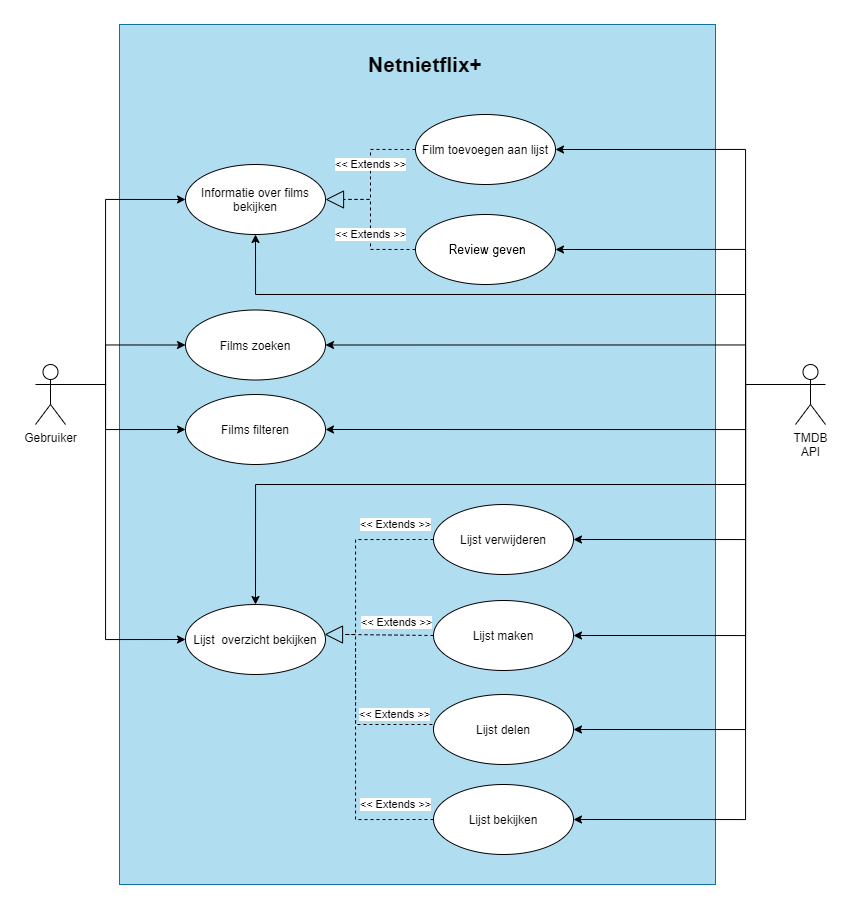 Netnietflix+
Film toevoegen aan lijst
<< Extends >>
Informatie over films
bekijken
<< Extends >>
Review geven
Films zoeken
Gebruiker
Films filteren
TMDB
API
<< Extends >>
Lijst verwijderen
<< Extends >>
Lijst maken
Lijst overzicht bekijken
<< Extends >>
Lijst delen
<< Extends >>
Lijst bekijken